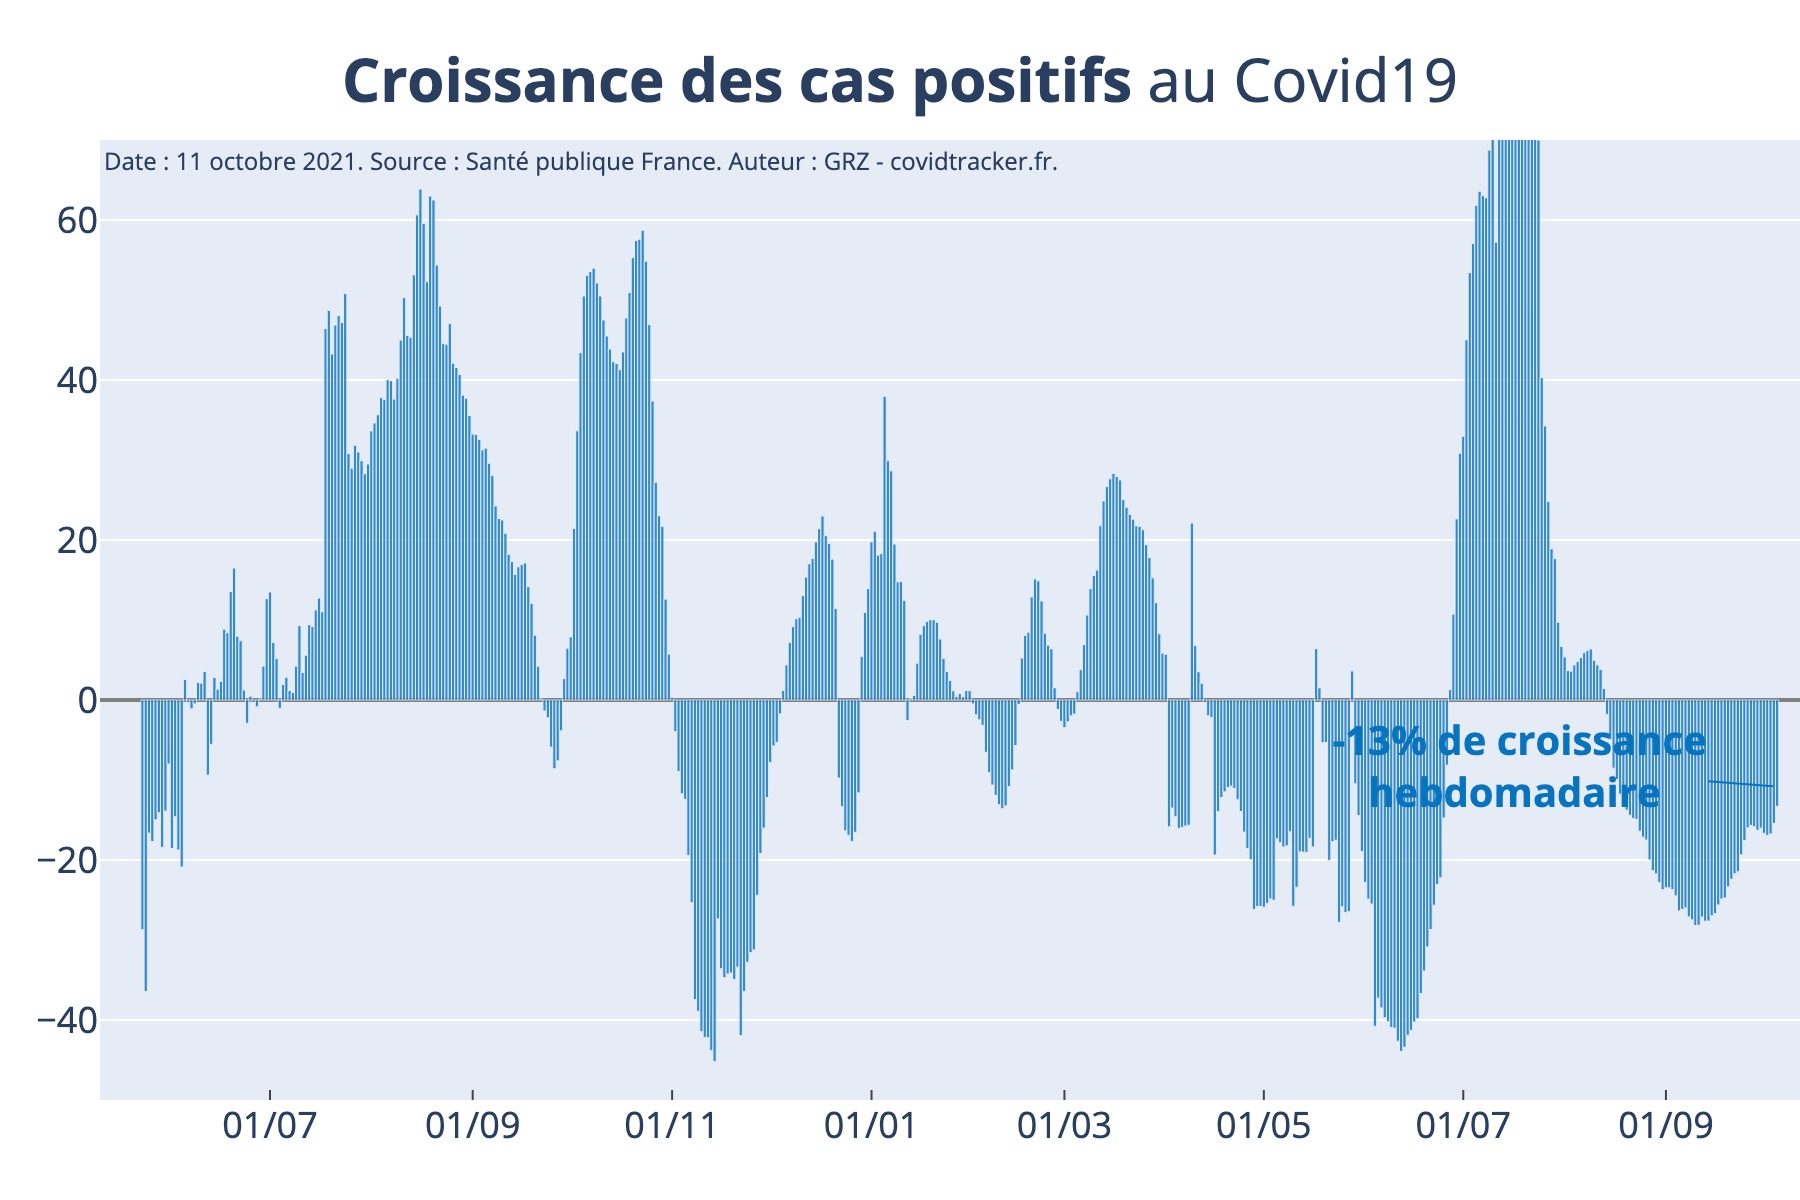 Croissance des cas positifs au Covid19
Date : 11 octobre 2021. Source : Santé publique France. Auteur : GRZ - covidtracker.fr.
60
40
20
0
−20
−40
-13% de croissance
hebdomadaire
01/07 01/09 01/11 01/01 01/03 01/05 01/07 01/09